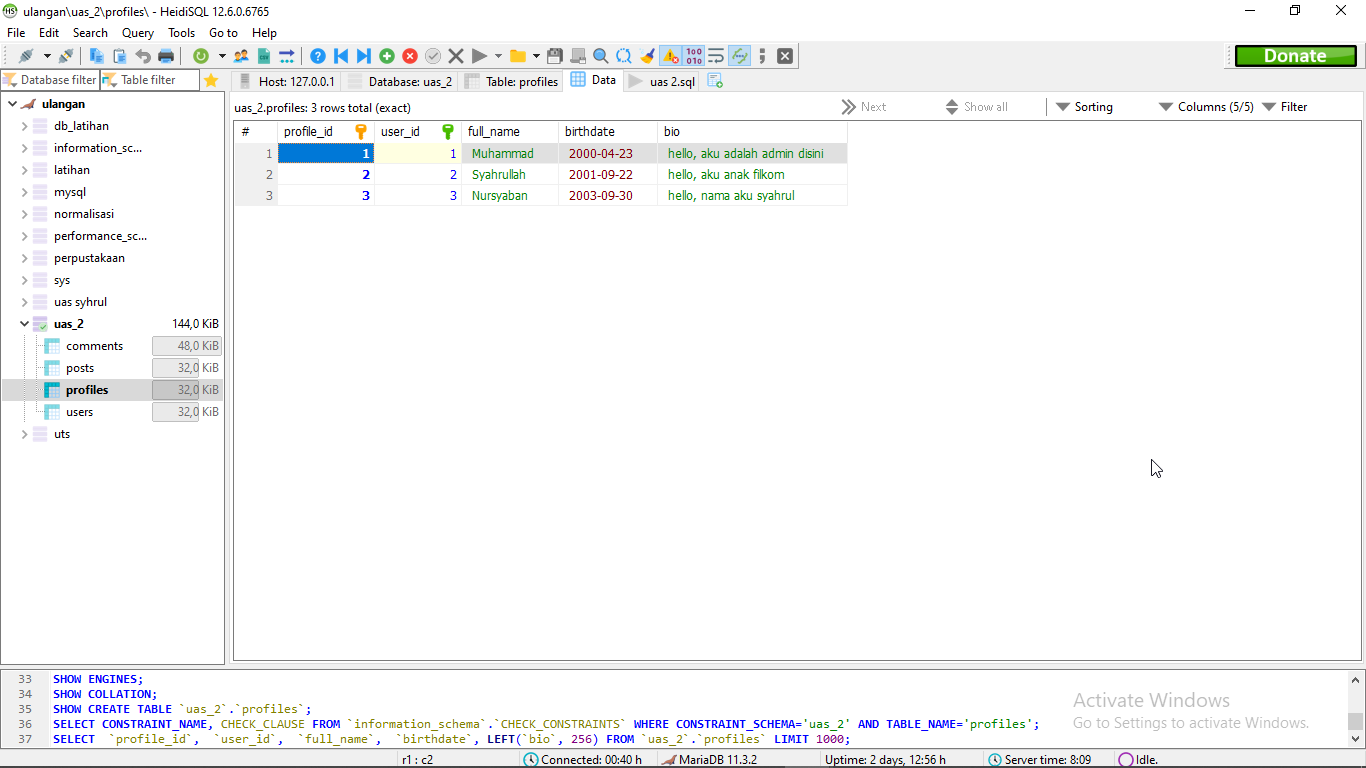 ulangan\uas_2\profiles\ - HeidiSQL 12.6.0.6765
File Edit Search Query Tools Go to Help
Donate
Database filter Table filter
Host: 127.0.0.1 Database: uas_2 Table: profiles Data uas 2.sql
uas_2.profiles: 3 rows total (exact) Next Show all Sorting Columns (5/5) Filter
ulangan
db_latihan
information_sc...
latihan
mysql
normalisasi
performance_sc...
perpustakaan
sys
uas syhrul
uas_2 144,0 KiB
comments 48,0 KiB
posts 32,0 KiB
profiles 32,0 KiB
users 32,0 KiB
uts
# profile_id user_id full_name birthdate bio
1 1 1 Muhammad 2000-04-23 hello, aku adalah admin disini
2 2 2 Syahrullah 2001-09-22 hello, aku anak filkom
3 3 3 Nursyaban 2003-09-30 hello, nama aku syahrul
33 SHOW ENGINES;
34 SHOW COLLATION;
35 SHOW CREATE TABLE `uas_2`.`profiles`;
36 SELECT CONSTRAINT_NAME, CHECK_CLAUSE FROM `information_schema`.`CHECK_CONSTRAINTS` WHERE CONSTRAINT_SCHEMA='uas_2' AND TABLE_NAME='profiles';
37 SELECT `profile_id`, `user_id`, `full_name`, `birthdate`, LEFT(`bio`, 256) FROM `uas_2`.`profiles` LIMIT 1000;
Activate Windows
Go to Settings to activate Windows.
r1 : c2 Connected: 00:40 h MariaDB 11.3.2 Uptime: 2 days, 12:56 h Server time: 8:09 Idle.